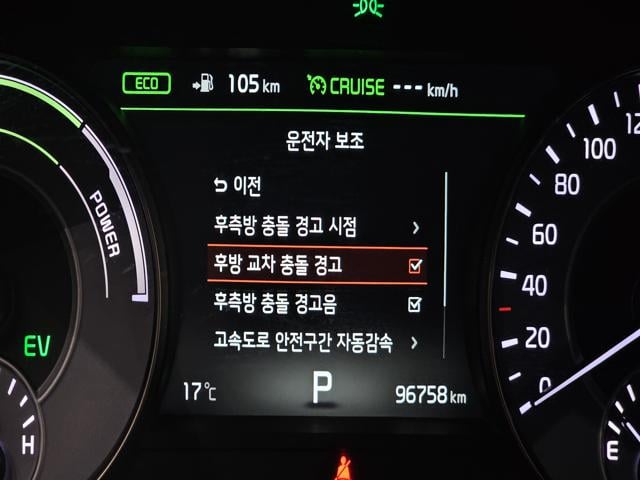 ECO 105 km CRUISE --- km/h
운전자 보조
이전
후측방 충돌 경고 시점
후방 교차 충돌 경고
후측방 충돌 경고음
고속도로 안전구간 자동감속
17℃ P 96758 km
POWER
EV
H
120
100
80
60
40
20
0
E